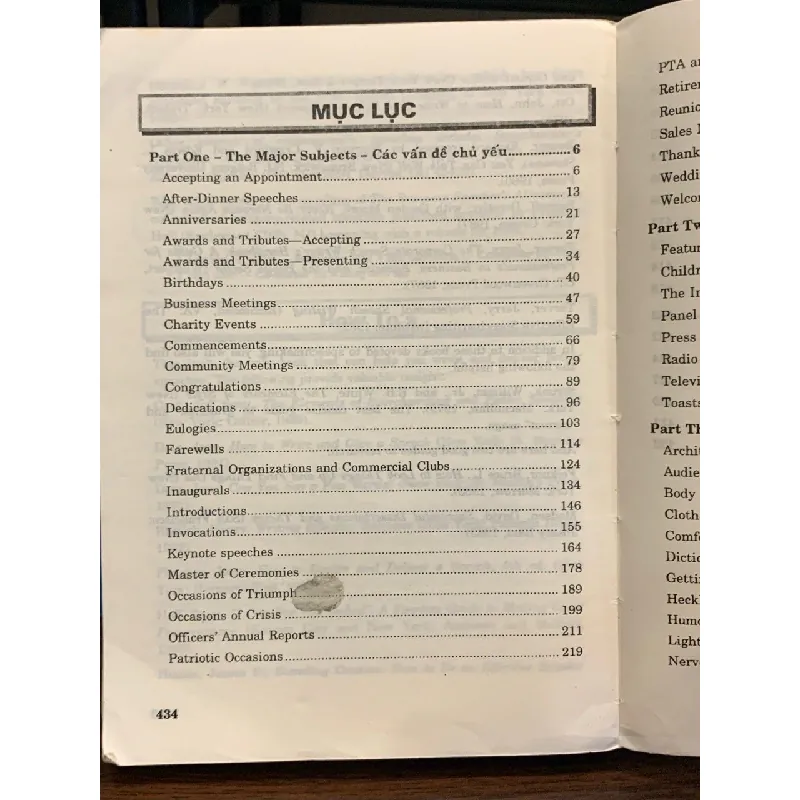 MỤC LỤC
Part One – The Major Subjects – Các vấn đề chủ yếu.................6
Accepting an Appointment.................6
After-Dinner Speeches.................13
Anniversaries.................21
Awards and Tributes—Accepting.................27
Awards and Tributes—Presenting.................34
Birthdays.................40
Business Meetings.................47
Charity Events.................59
Commencements.................66
Community Meetings.................79
Congratulations.................89
Dedications.................96
Eulogies.................103
Farewells.................114
Fraternal Organizations and Commercial Clubs.................124
Inaugurals.................134
Introductions.................146
Invocations.................155
Keynote speeches.................164
Master of Ceremonies.................178
Occasions of Triumph.................189
Occasions of Crisis.................199
Officers' Annual Reports.................211
Patriotic Occasions.................219
434
PTA
Sales
Part
The
Panel
Press
Radio
Toasts
Part
Body